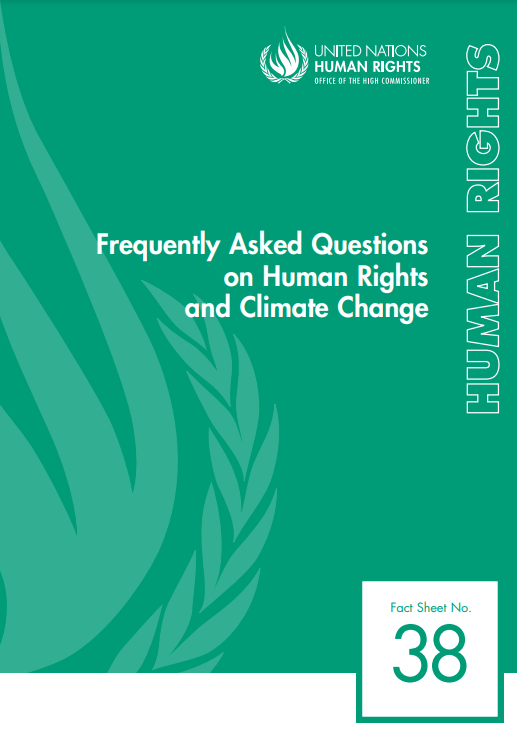 UNITED NATIONS
HUMAN RIGHTS
OFFICE OF THE HIGH COMMISSIONER
HUMAN RIGHTS
Frequently Asked Questions
on Human Rights
and Climate Change
Fact Sheet No.
38